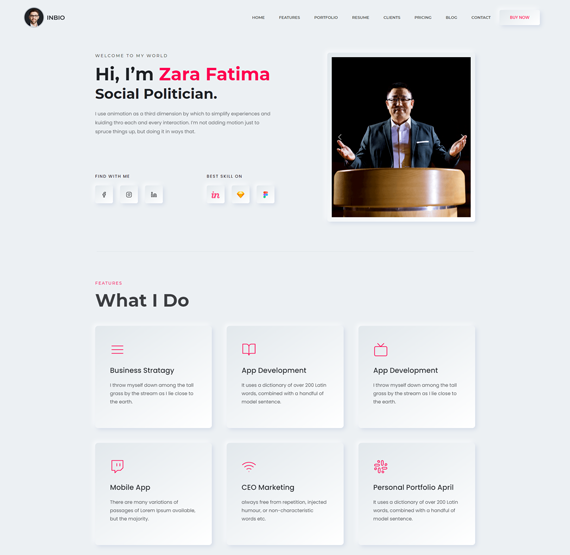 INBIO
HOME FEATURES PORTFOLIO RESUME CLIENTS PRICING BLOG CONTACT BUY NOW
WELCOME TO MY WORLD
Hi, I’m Zara Fatima
Social Politician.
I use animation as a third dimension by which to simplify experiences and
kuiding thro each and every interaction. I’m not adding motion just to
spruce things up, but doing it in ways that.
FIND WITH ME
BEST SKILL ON
in
in
FEATURES
What I Do
Business Stratagy
I throw myself down among the tall
grass by the stream as I lie close to
the earth.
App Development
It uses a dictionary of over 200 Latin
words, combined with a handful of
model sentence.
App Development
I throw myself down among the tall
grass by the stream as I lie close to
the earth.
Mobile App
There are many variations of
passages of Lorem Ipsum available,
but the majority.
CEO Marketing
always free from repetition, injected
humour, or non-characteristic
words etc.
Personal Portfolio April
It uses a dictionary of over 200 Latin
words, combined with a handful of
model sentence.